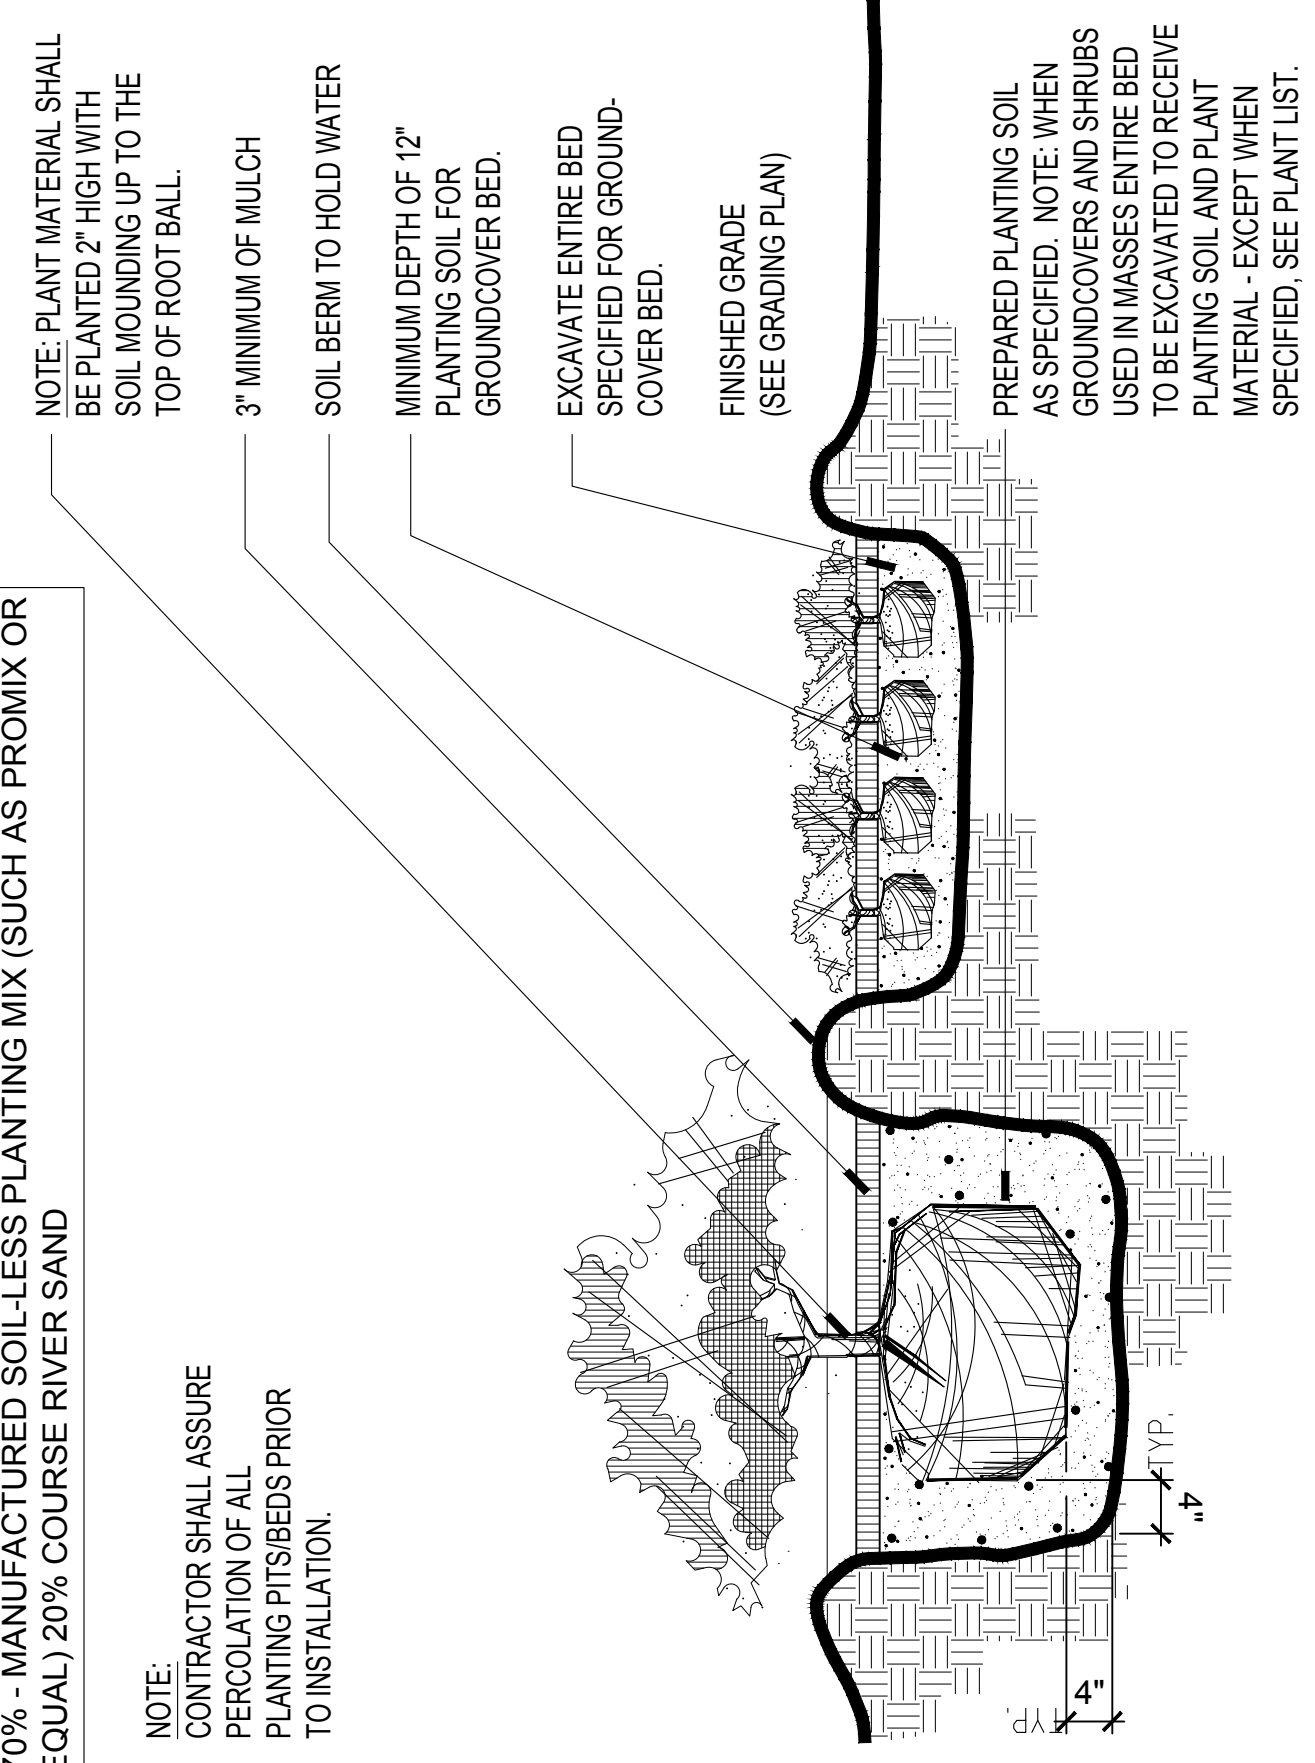 70% - MANUFACTURED SOIL-LESS PLANTING MIX (SUCH AS PROMIX OR
EQUAL) 20% COURSE RIVER SAND
NOTE:
CONTRACTOR SHALL ASSURE
PERCOLATION OF ALL
PLANTING PITS/BEDS PRIOR
TO INSTALLATION.
NOTE: PLANT MATERIAL SHALL
BE PLANTED 2" HIGH WITH
SOIL MOUNDING UP TO THE
TOP OF ROOT BALL.
3" MINIMUM OF MULCH
SOIL BERM TO HOLD WATER
MINIMUM DEPTH OF 12"
PLANTING SOIL FOR
GROUNDCOVER BED.
EXCAVATE ENTIRE BED
SPECIFIED FOR GROUND-
COVER BED.
FINISHED GRADE
(SEE GRADING PLAN)
PREPARED PLANTING SOIL
AS SPECIFIED. NOTE: WHEN
GROUNDCOVERS AND SHRUBS
USED IN MASSES ENTIRE BED
TO BE EXCAVATED TO RECEIVE
PLANTING SOIL AND PLANT
MATERIAL - EXCEPT WHEN
SPECIFIED, SEE PLANT LIST.
TYP.
4"
TYP.
4"